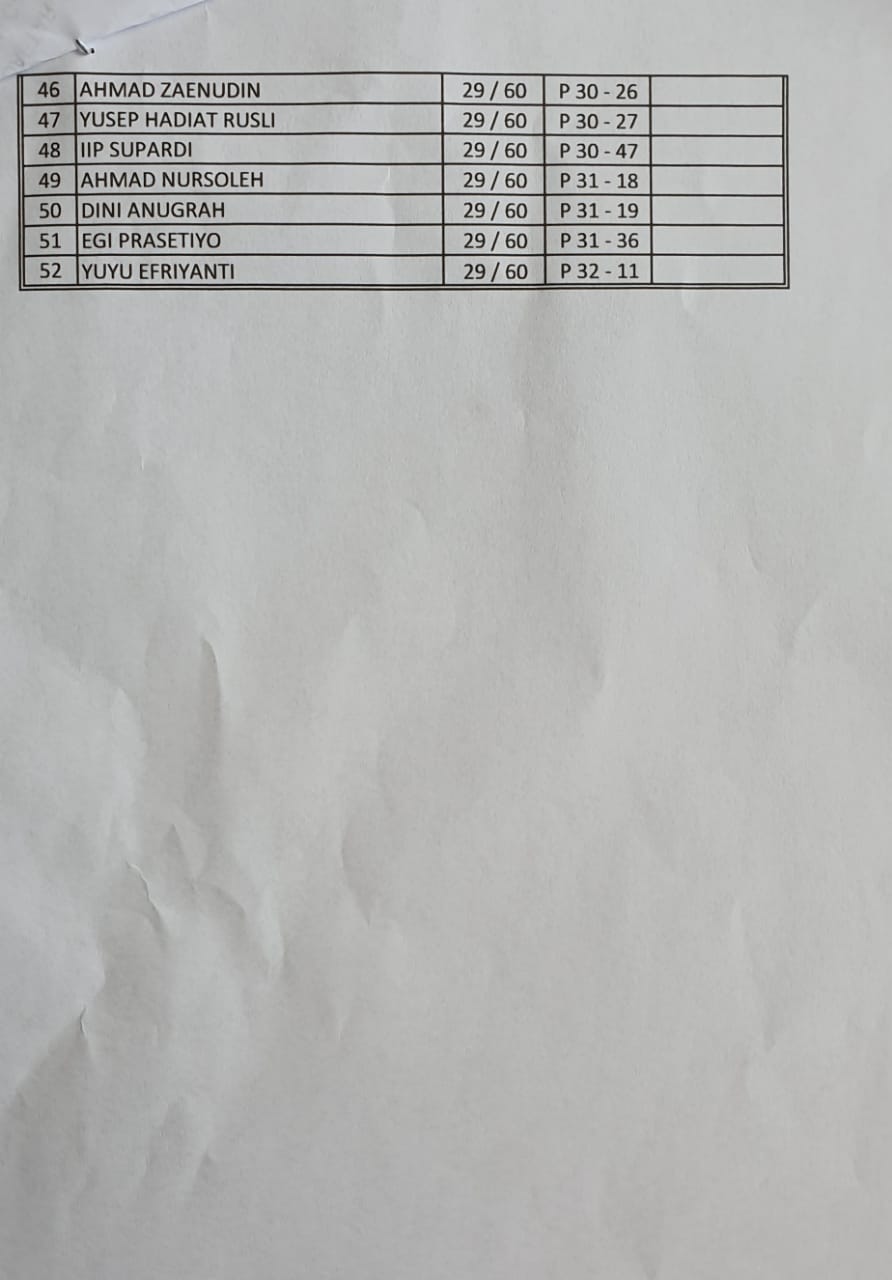 46 AHMAD ZAENUDIN 29 / 60 P 30 - 26
47 YUSEP HADIAT RUSLI 29 / 60 P 30 - 27
48 IIP SUPARDI 29 / 60 P 30 - 47
49 AHMAD NURSOLEH 29 / 60 P 31 - 18
50 DINI ANUGRAH 29 / 60 P 31 - 19
51 EGI PRASETIYO 29 / 60 P 31 - 36
52 YUYU EFRIYANTI 29 / 60 P 32 - 11